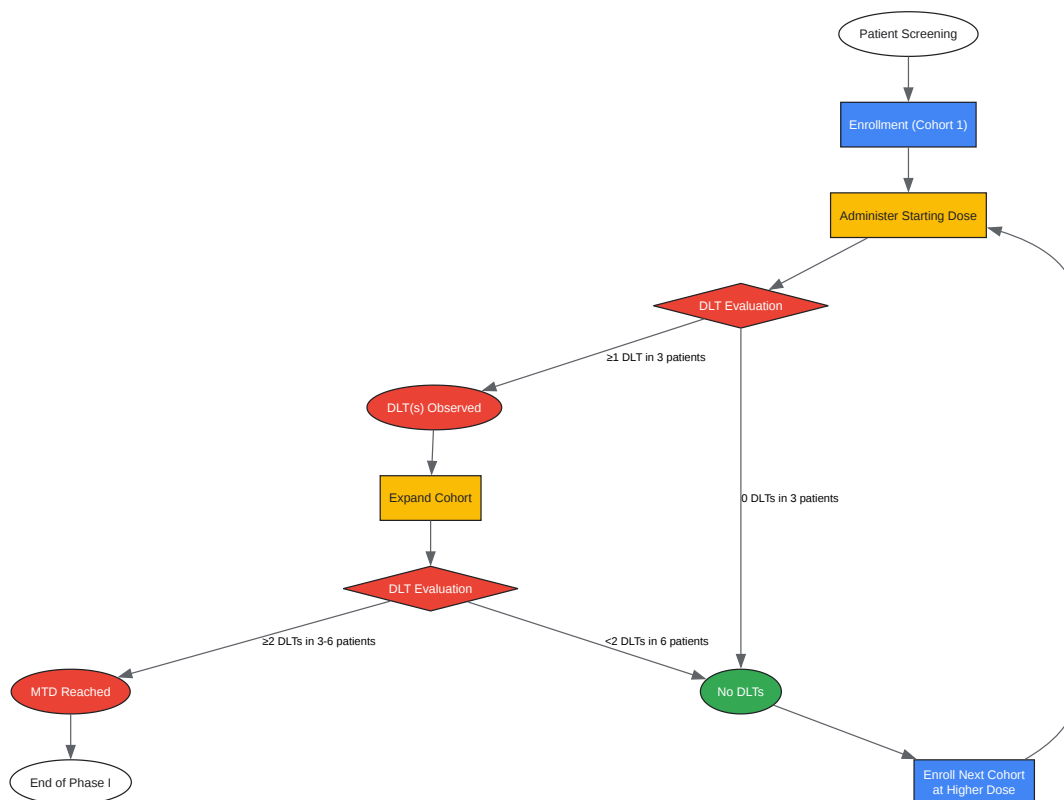 Patient Screening
Enrollment (Cohort 1)
Administer Starting Dose
DLT Evaluation
≥1 DLT in 3 patients
DLT(s) Observed
Expand Cohort
0 DLTs in 3 patients
DLT Evaluation
≥2 DLTs in 3-6 patients
<2 DLTs in 6 patients
MTD Reached
No DLTs
End of Phase I
Enroll Next Cohort
at Higher Dose